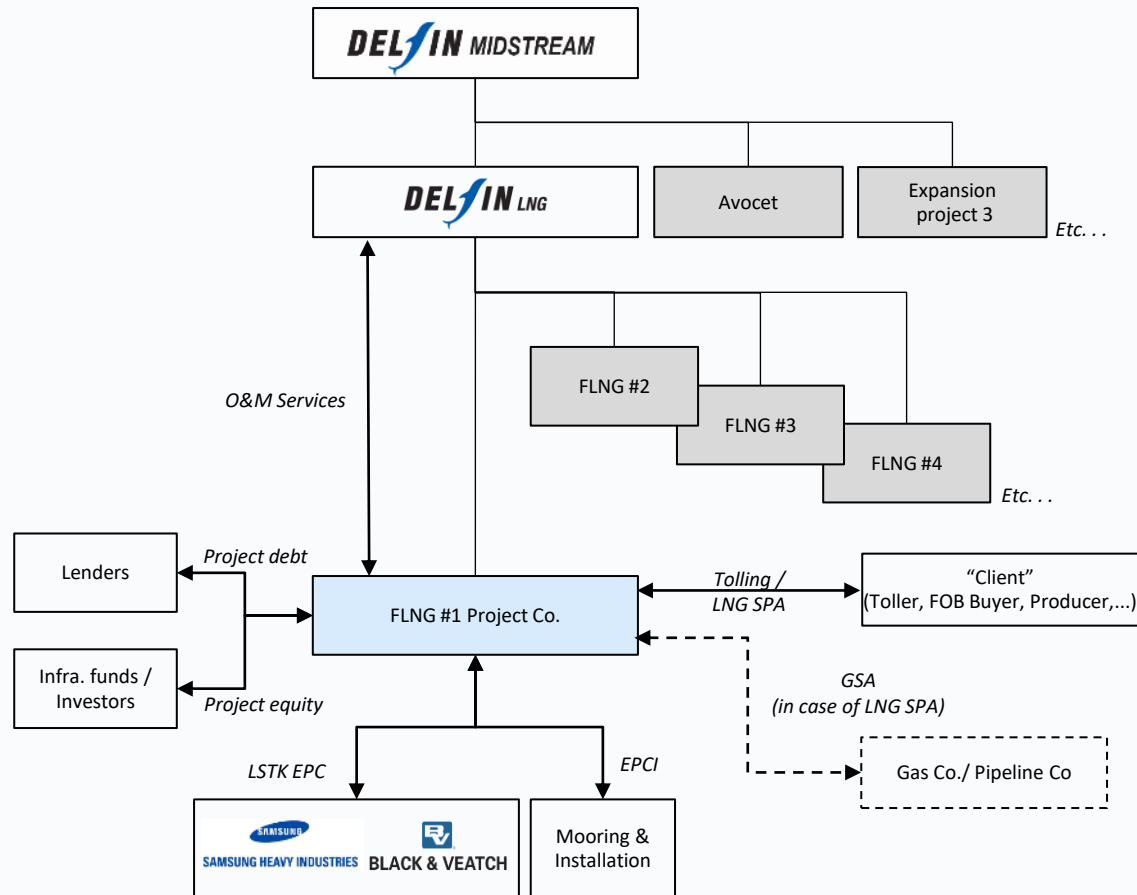 DELFIN MIDSTREAM
DELFIN LNG
Avocet
Expansion
project 3
Etc. . .
FLNG #2
O&M Services
FLNG #3
FLNG #4
Etc. . .
Lenders
Project debt
FLNG #1 Project Co.
Tolling /
LNG SPA
“Client”
(Toller, FOB Buyer, Producer,...)
Infra. funds /
Investors
Project equity
GSA
(in case of LNG SPA)
LSTK EPC
EPCI
Gas Co./ Pipeline Co
SAMSUNG
SAMSUNG HEAVY INDUSTRIES
BV
BLACK & VEATCH
Mooring &
Installation